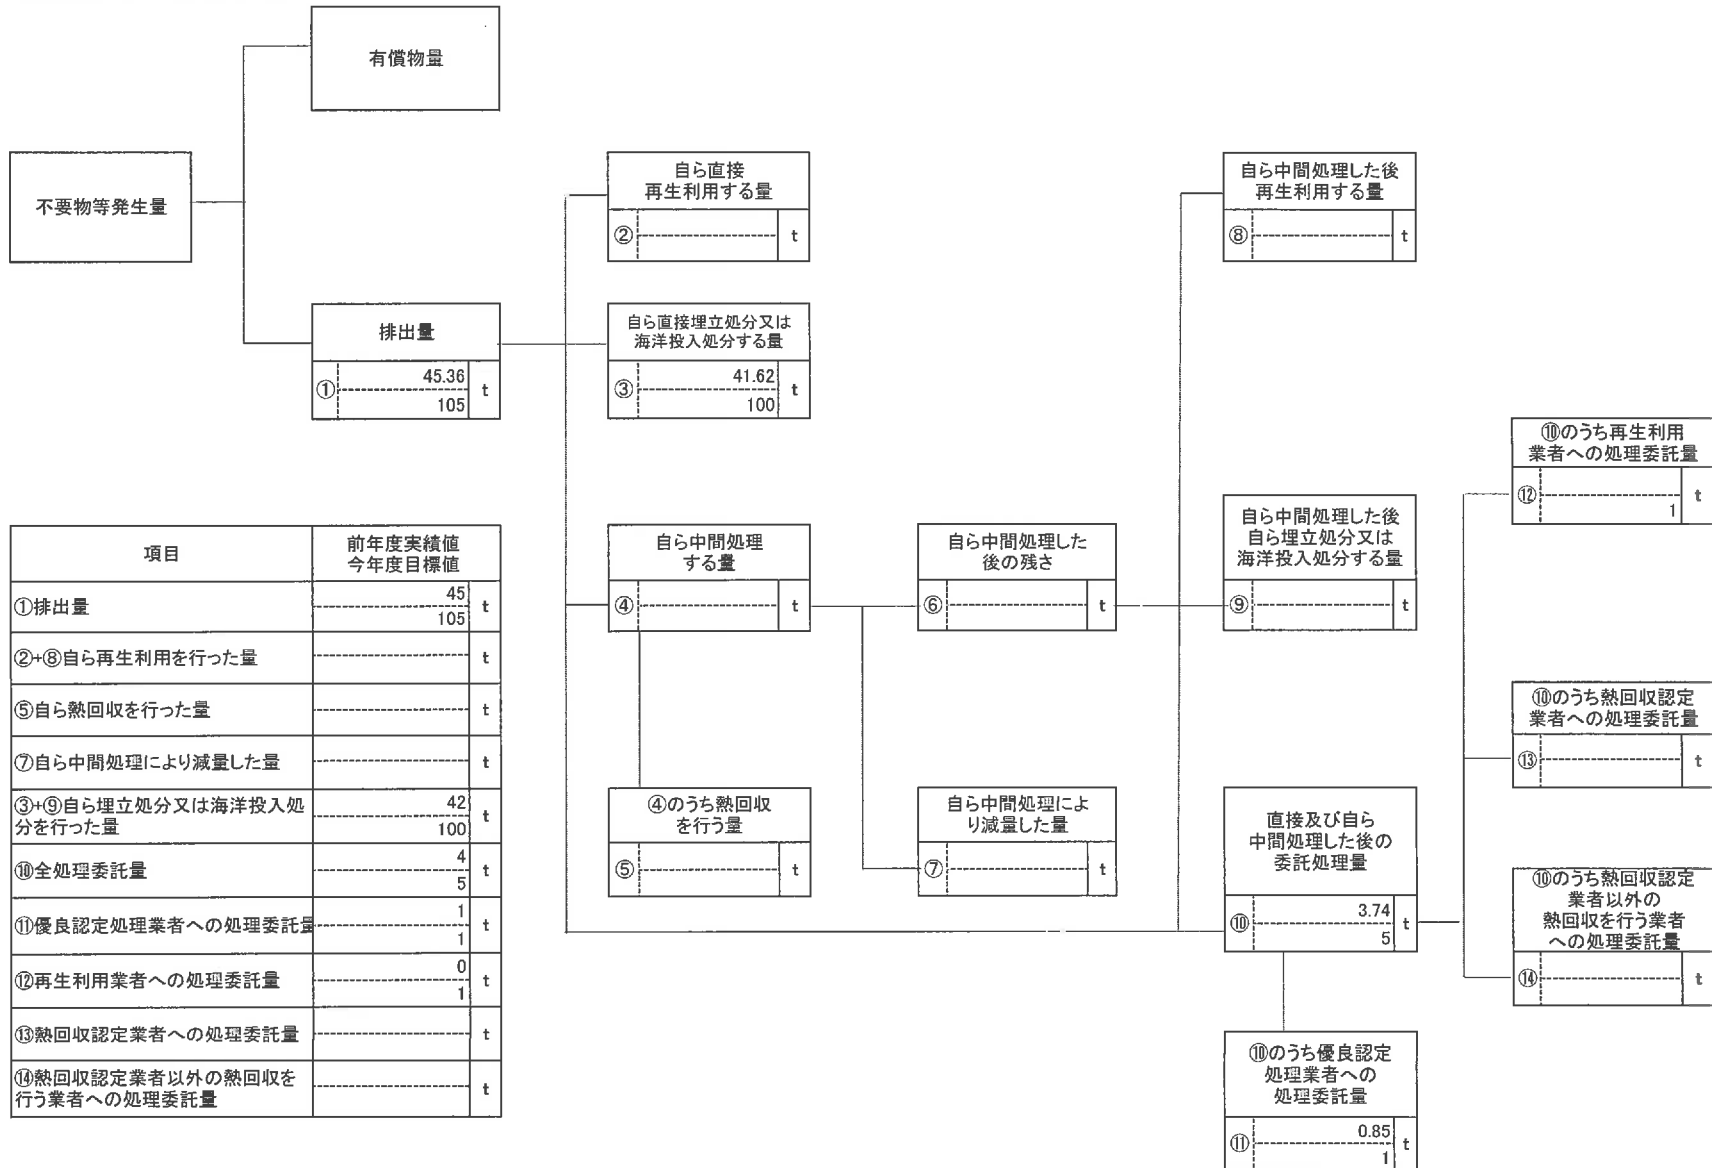 有償物量
不要物等発生量
排出量
①
45.36
105
t
自ら直接
再生利用する量
②
t
自ら直接埋立処分又は
海洋投入処分する量
③
41.62
100
t
自ら中間処理
する量
④
t
④のうち熱回収
を行う量
⑤
t
自ら中間処理した
後の残さ
⑥
t
自ら中間処理によ
り減量した量
⑦
t
自ら中間処理した後
再生利用する量
⑧
t
自ら中間処理した後
自ら埋立処分又は
海洋投入処分する量
⑨
t
直接及び自ら
中間処理した後の
委託処理量
⑩
3.74
5
t
⑩のうち優良認定
処理業者への
処理委託量
⑪
0.85
1
t
⑩のうち再生利用
業者への処理委託量
⑫
1
t
⑩のうち熱回収認定
業者への処理委託量
⑬
t
⑩のうち熱回収認定
業者以外の
熱回収を行う業者
への処理委託量
⑭
t
項目
前年度実績値
今年度目標値
①排出量
45
105
t
②+⑧自ら再生利用を行った量
t
⑤自ら熱回収を行った量
t
⑦自ら中間処理により減量した量
t
③+⑨自ら埋立処分又は海洋投入処
分を行った量
42
100
t
⑩全処理委託量
4
5
t
⑪優良認定処理業者への処理委託量
1
1
t
⑫再生利用業者への処理委託量
0
1
t
⑬熱回収認定業者への処理委託量
t
⑭熱回収認定業者以外の熱回収を
行う業者への処理委託量
t